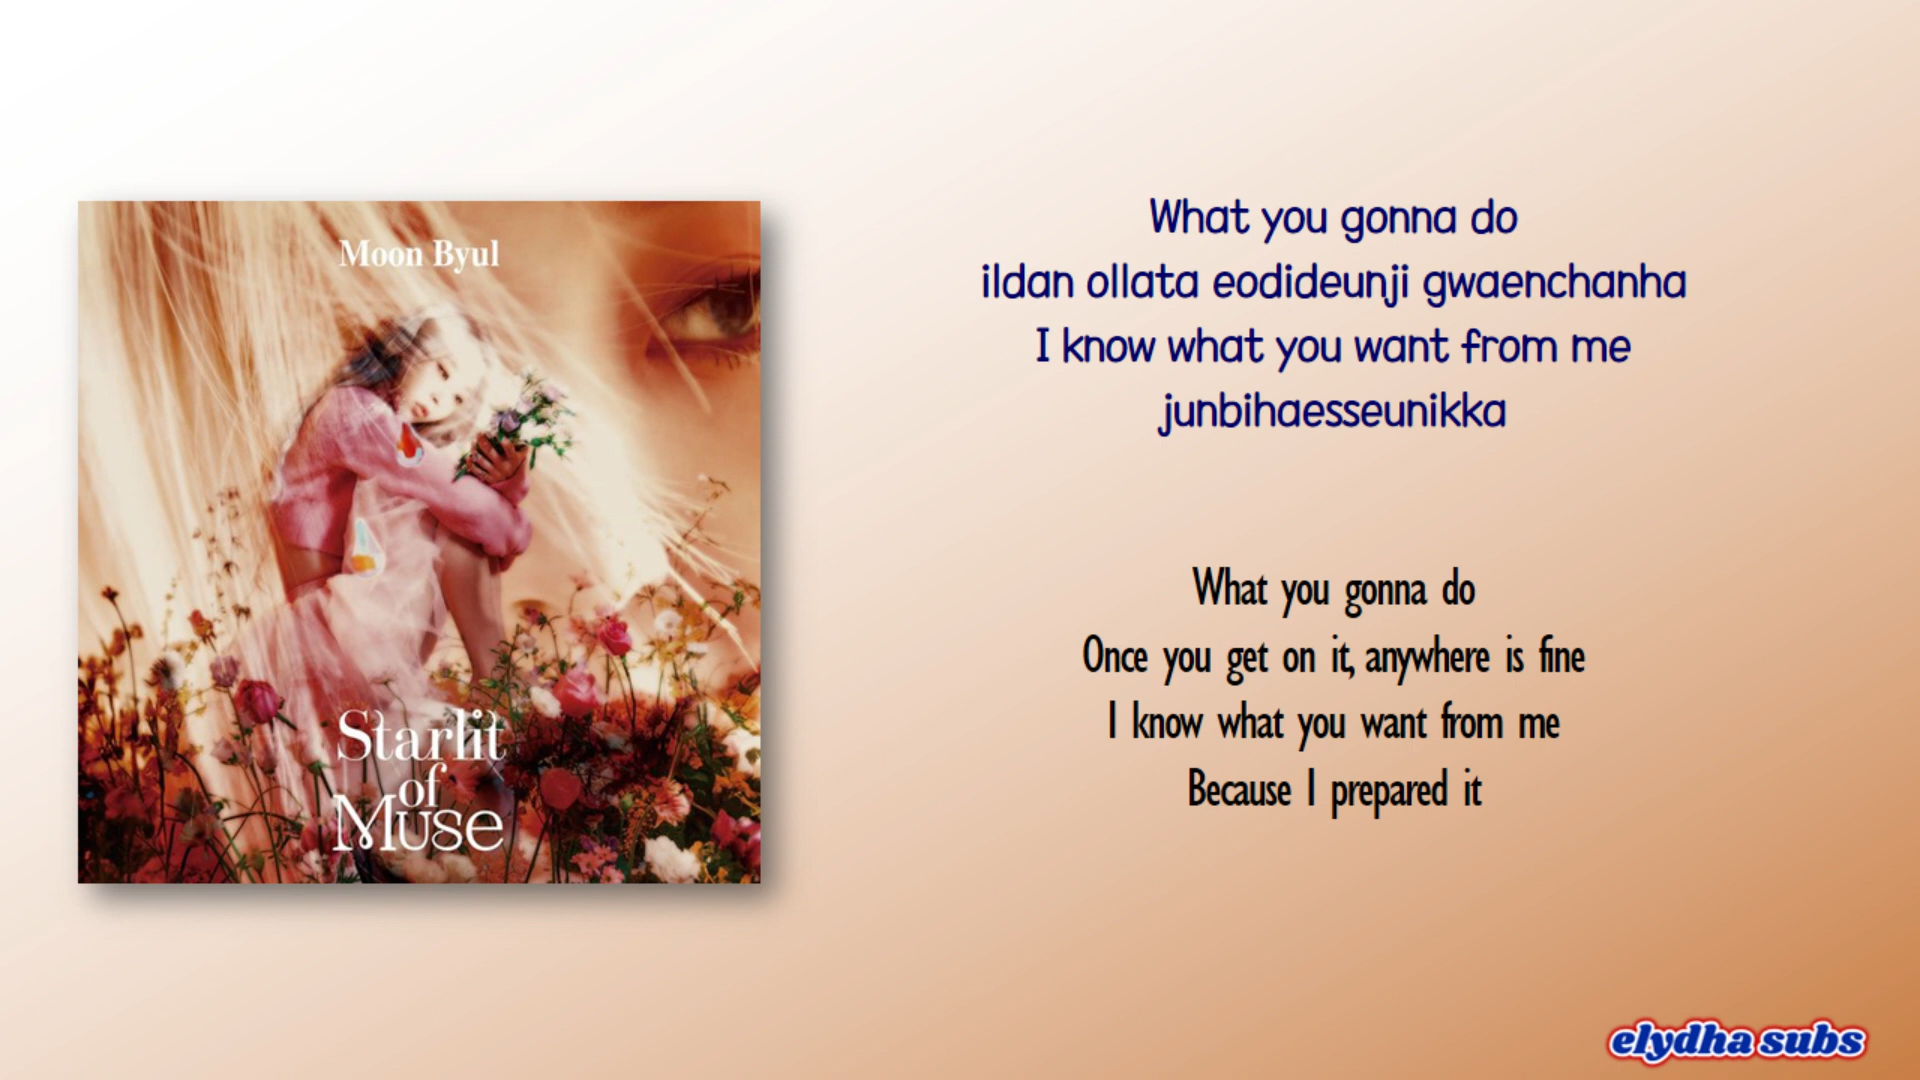 Moon Byul
Starlit
of
Muse
What you gonna do
ildan ollata eodideunji gwaenchanha
I know what you want from me
junbihaesseunikka
What you gonna do
Once you get on it, anywhere is fine
I know what you want from me
Because I prepared it
elydha subs